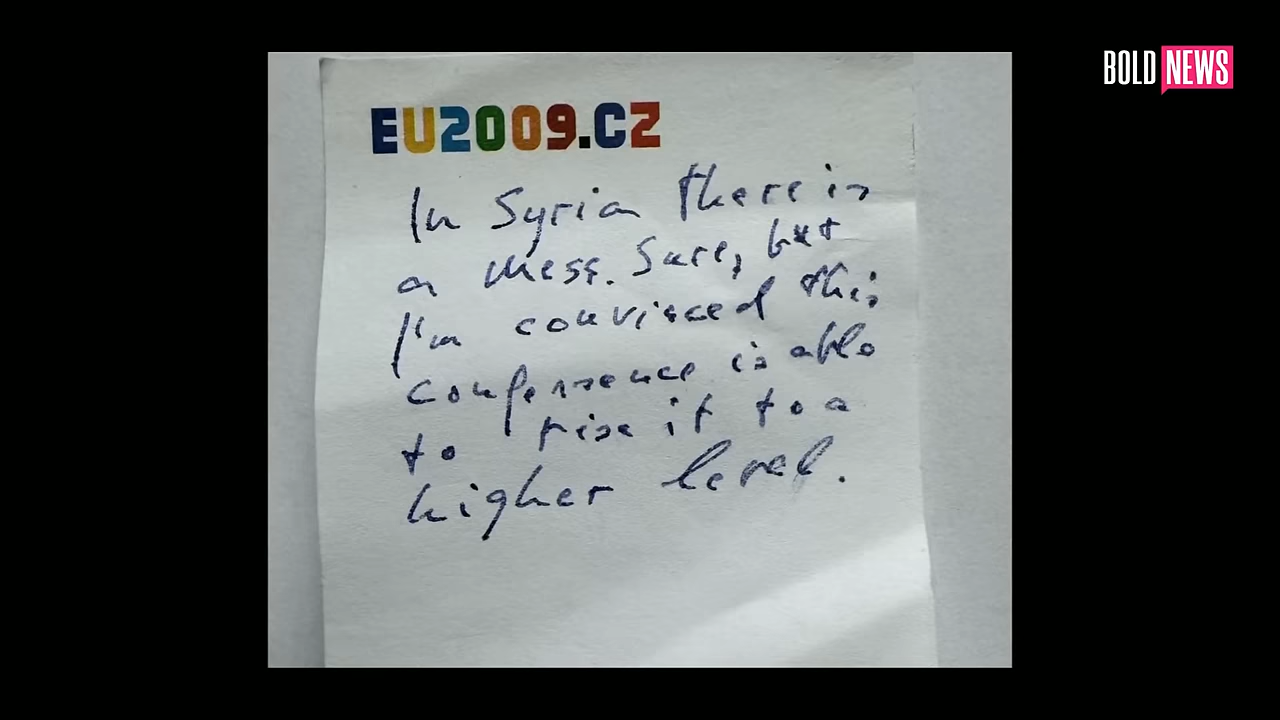 BOLD NEWS
EU2009.CZ
In Syria there is
a mess. Sure, but
I'm convinced this
conference is able
to rise it to a
higher level.